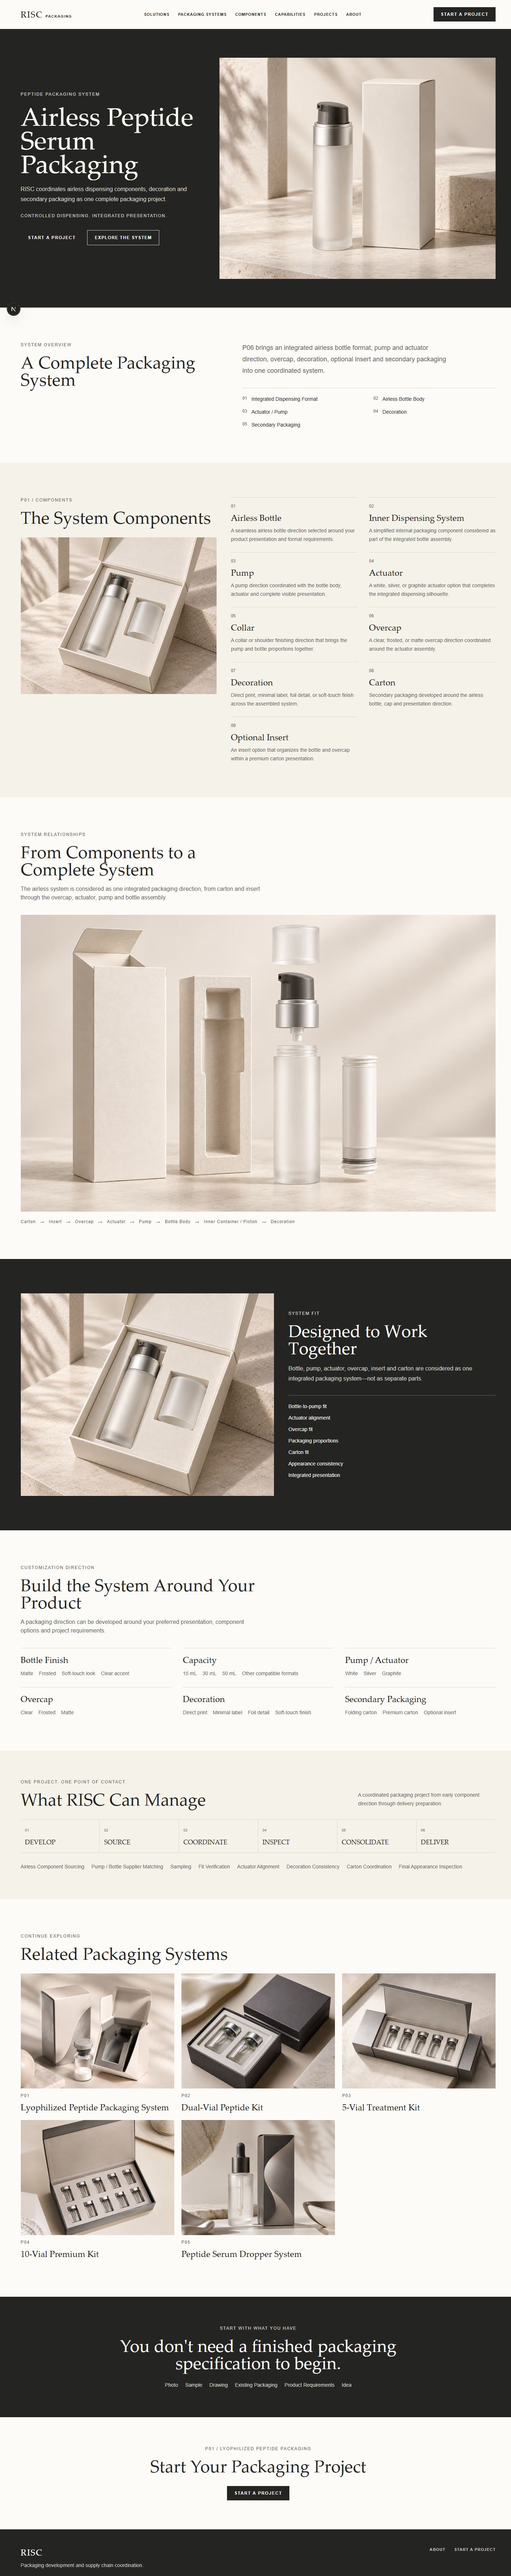 RISC PACKAGING
SOLUTIONS PACKAGING SYSTEMS COMPONENTS CAPABILITIES PROJECTS ABOUT
START A PROJECT
PEPTIDE PACKAGING SYSTEM
Airless Peptide
Serum
Packaging
RISC coordinates airless dispensing components, decoration and
secondary packaging as one complete packaging project.
CONTROLLED DISPENSING. INTEGRATED PRESENTATION.
START A PROJECT EXPLORE THE SYSTEM
N
SYSTEM OVERVIEW
A Complete Packaging
System
P06 brings an integrated airless bottle format, pump and actuator
direction, overcap, decoration, optional insert and secondary packaging
into one coordinated system.
01 Integrated Dispensing Format
02 Airless Bottle Body
03 Actuator / Pump
04 Decoration
05 Secondary Packaging
P01 / COMPONENTS
The System Components
01
Airless Bottle
A seamless airless bottle direction selected around your
product presentation and format requirements.
02
Inner Dispensing System
A simplified internal packaging component considered as
part of the integrated bottle assembly.
03
Pump
A pump direction coordinated with the bottle body,
actuator and complete visible presentation.
04
Actuator
A white, silver, or graphite actuator option that completes
the integrated dispensing silhouette.
05
Collar
A collar or shoulder finishing direction that brings the
pump and bottle proportions together.
06
Overcap
A clear, frosted, or matte overcap direction coordinated
around the actuator assembly.
07
Decoration
Direct print, minimal label, foil detail, or soft-touch finish
across the assembled system.
08
Carton
Secondary packaging developed around the airless
bottle, cap and presentation direction.
09
Optional Insert
An insert option that organizes the bottle and overcap
within a premium carton presentation.
SYSTEM RELATIONSHIPS
From Components to a
Complete System
The airless system is considered as one integrated packaging direction, from carton and insert
through the overcap, actuator, pump and bottle assembly.
Carton → Insert → Overcap → Actuator → Pump → Bottle Body → Inner Container / Piston → Decoration
SYSTEM FIT
Designed to Work
Together
Bottle, pump, actuator, overcap, insert and carton are considered as one
integrated packaging system—not as separate parts.
Bottle-to-pump fit
Actuator alignment
Overcap fit
Packaging proportions
Carton fit
Appearance consistency
Integrated presentation
CUSTOMIZATION DIRECTION
Build the System Around Your
Product
A packaging direction can be developed around your preferred presentation, component
options and project requirements.
Bottle Finish
Matte Frosted Soft-touch look Clear accent
Capacity
15 mL 30 mL 50 mL Other compatible formats
Pump / Actuator
White Silver Graphite
Overcap
Clear Frosted Matte
Decoration
Direct print Minimal label Foil detail Soft-touch finish
Secondary Packaging
Folding carton Premium carton Optional insert
ONE PROJECT. ONE POINT OF CONTACT.
What RISC Can Manage
A coordinated packaging project from early component
direction through delivery preparation.
01
DEVELOP
02
SOURCE
03
COORDINATE
04
INSPECT
05
CONSOLIDATE
06
DELIVER
Airless Component Sourcing Pump / Bottle Supplier Matching Sampling Fit Verification Actuator Alignment Decoration Consistency Carton Coordination Final Appearance Inspection
CONTINUE EXPLORING
Related Packaging Systems
P01
Lyophilized Peptide Packaging System
P02
Dual-Vial Peptide Kit
P03
5-Vial Treatment Kit
P04
10-Vial Premium Kit
P05
Peptide Serum Dropper System
START WITH WHAT YOU HAVE
You don't need a finished packaging
specification to begin.
Photo Sample Drawing Existing Packaging Product Requirements Idea
P01 / LYOPHILIZED PEPTIDE PACKAGING
Start Your Packaging Project
START A PROJECT
RISC
Packaging development and supply chain coordination.
ABOUT START A PROJECT